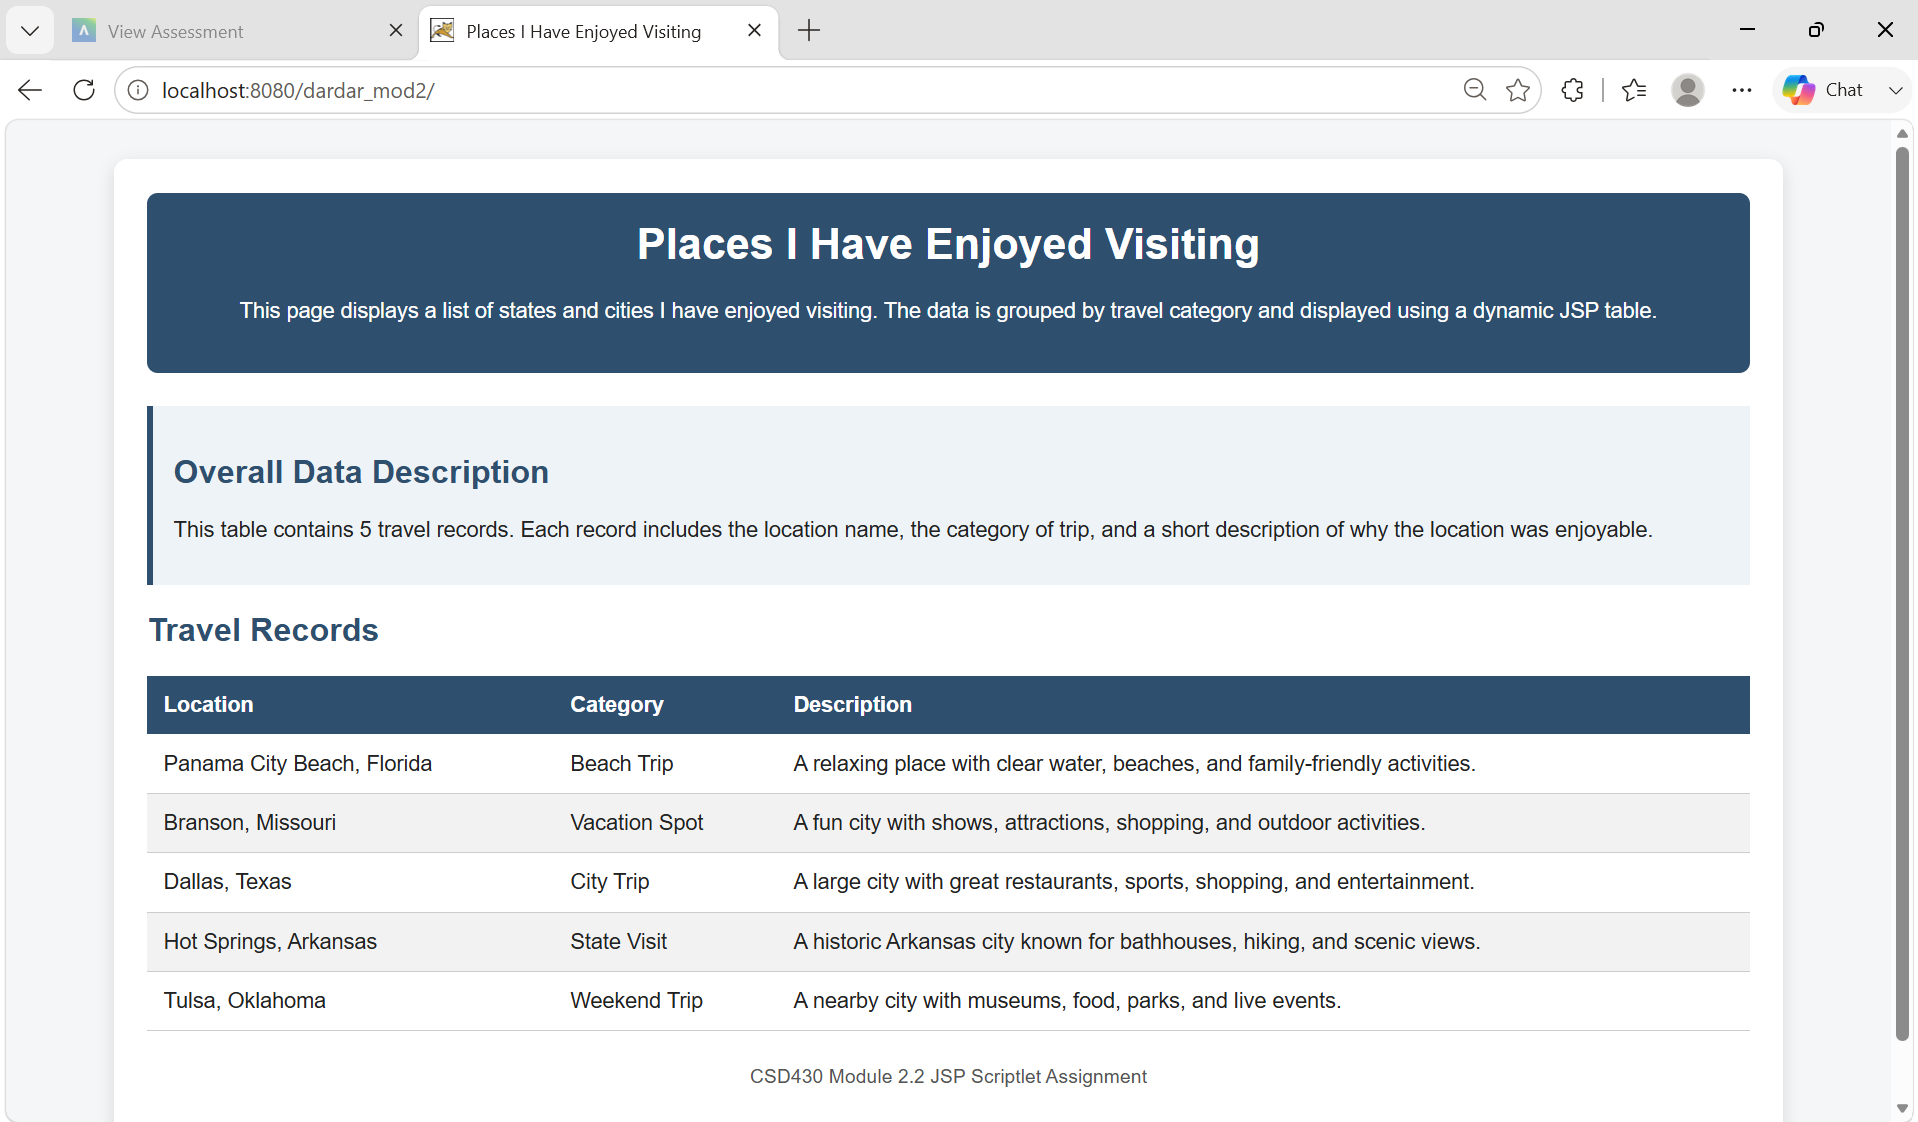 View Assessment
Places I Have Enjoyed Visiting
localhost:8080/dardar_mod2/
Chat
Places I Have Enjoyed Visiting
This page displays a list of states and cities I have enjoyed visiting. The data is grouped by travel category and displayed using a dynamic JSP table.
Overall Data Description
This table contains 5 travel records. Each record includes the location name, the category of trip, and a short description of why the location was enjoyable.
Travel Records
Location Category Description
Panama City Beach, Florida Beach Trip A relaxing place with clear water, beaches, and family-friendly activities.
Branson, Missouri Vacation Spot A fun city with shows, attractions, shopping, and outdoor activities.
Dallas, Texas City Trip A large city with great restaurants, sports, shopping, and entertainment.
Hot Springs, Arkansas State Visit A historic Arkansas city known for bathhouses, hiking, and scenic views.
Tulsa, Oklahoma Weekend Trip A nearby city with museums, food, parks, and live events.
CSD430 Module 2.2 JSP Scriptlet Assignment